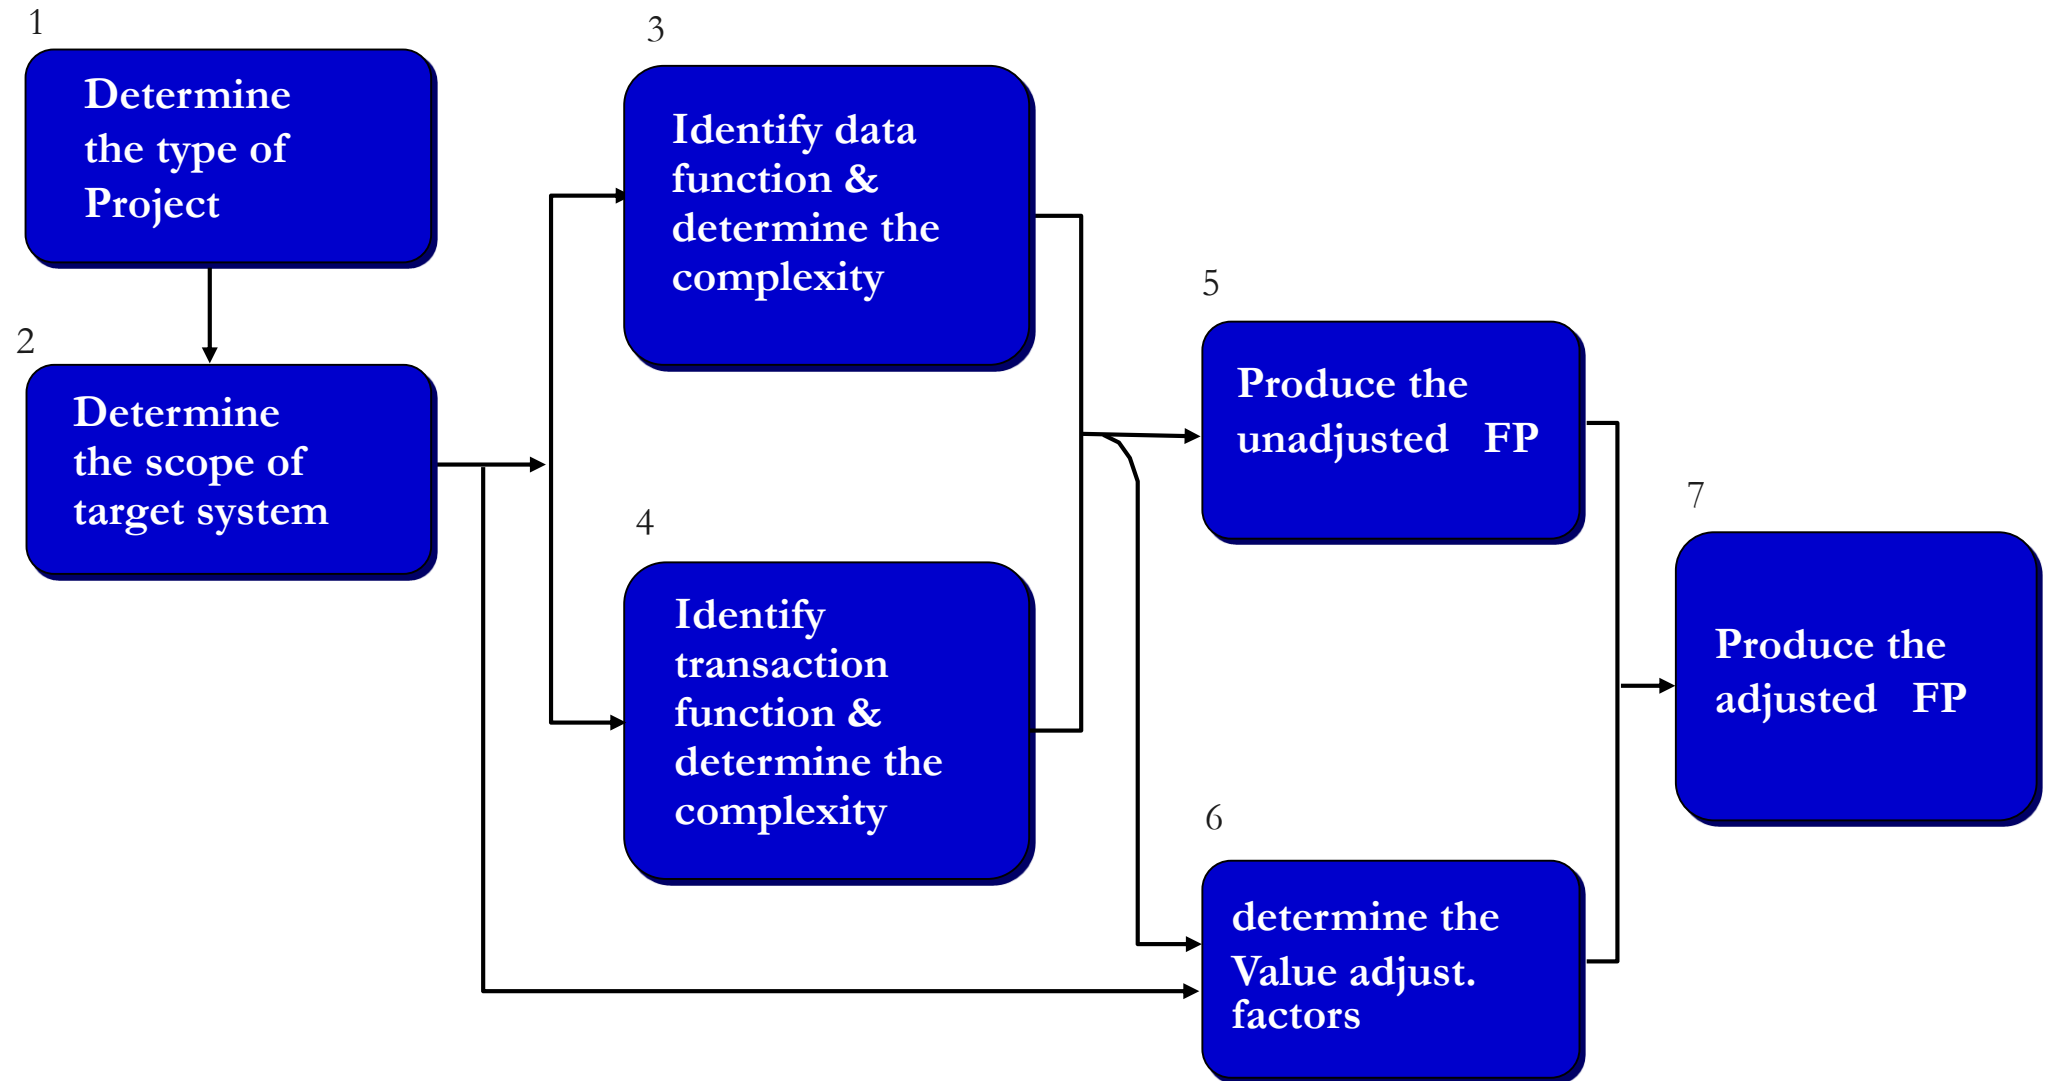 1
Determine
the type of
Project
2
Determine
the scope of
target system
3
Identify data
function &
determine the
complexity
4
Identify
transaction
function &
determine the
complexity
5
Produce the
unadjusted FP
6
determine the
Value adjust.
factors
7
Produce the
adjusted FP